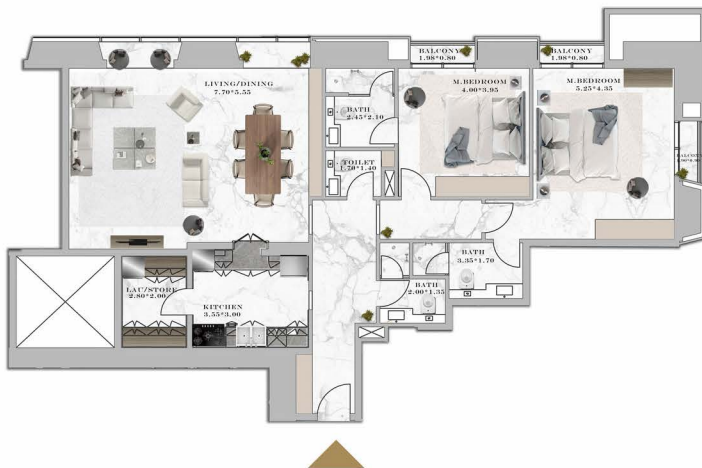 BALCONY
1.98*0.80
BALCONY
1.98*0.80
LIVING/DINING
7.70*5.55
M.BEDROOM
4.00*3.95
M.BEDROOM
5.25*4.35
BATH
2.45*2.10
TOILET
1.70*1.40
BALCONY
BATH
3.35*1.70
BATH
2.00*1.35
LAU/STORE
2.80*2.00
KITCHEN
3.55*3.00